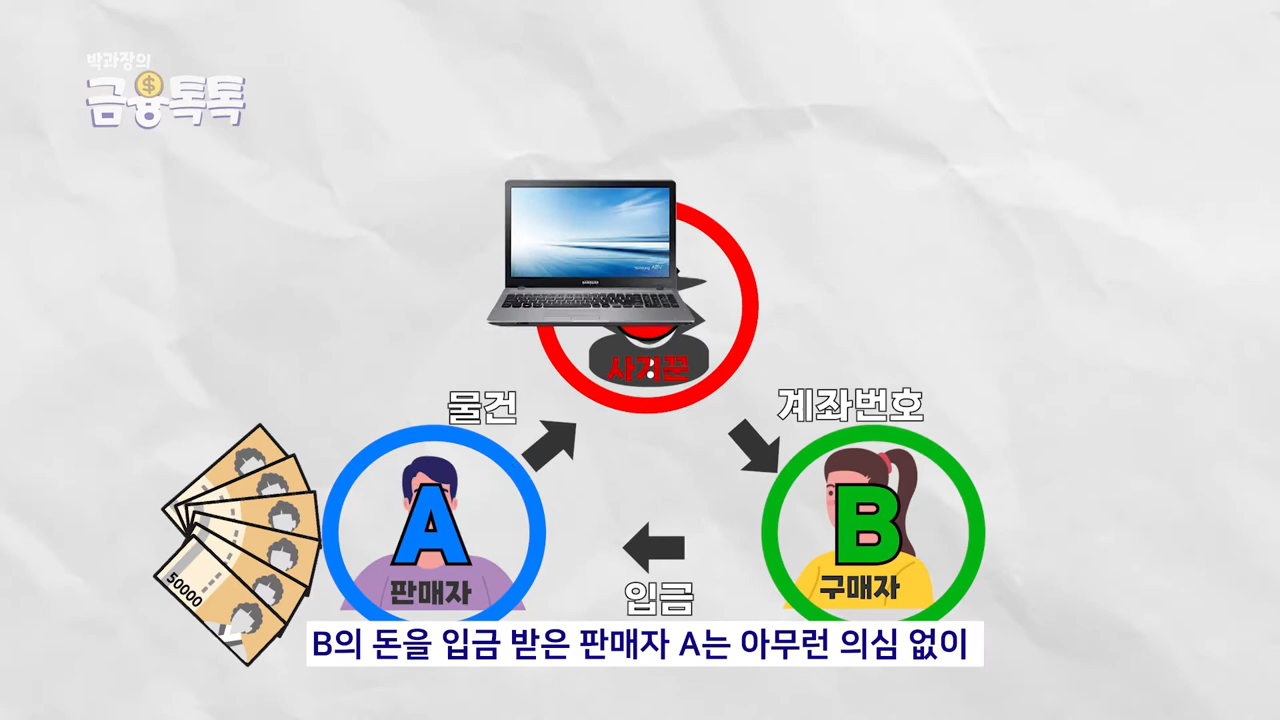 박과장의
금융톡톡
사기꾼
물건
계좌번호
A
B
판매자
구매자
50000
입금
B의 돈을 입금 받은 판매자 A는 아무런 의심 없이